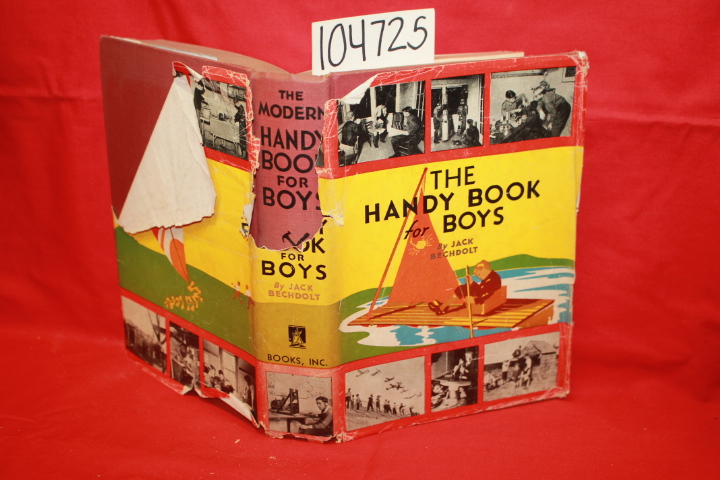 104725
THE
MODERN
HANDY
BOOK
FOR
BOYS
OK
FOR
BOYS
By JACK
BECHDOLT
BOOKS, INC.
THE
HANDY BOOK
for BOYS
By JACK
BECHDOLT